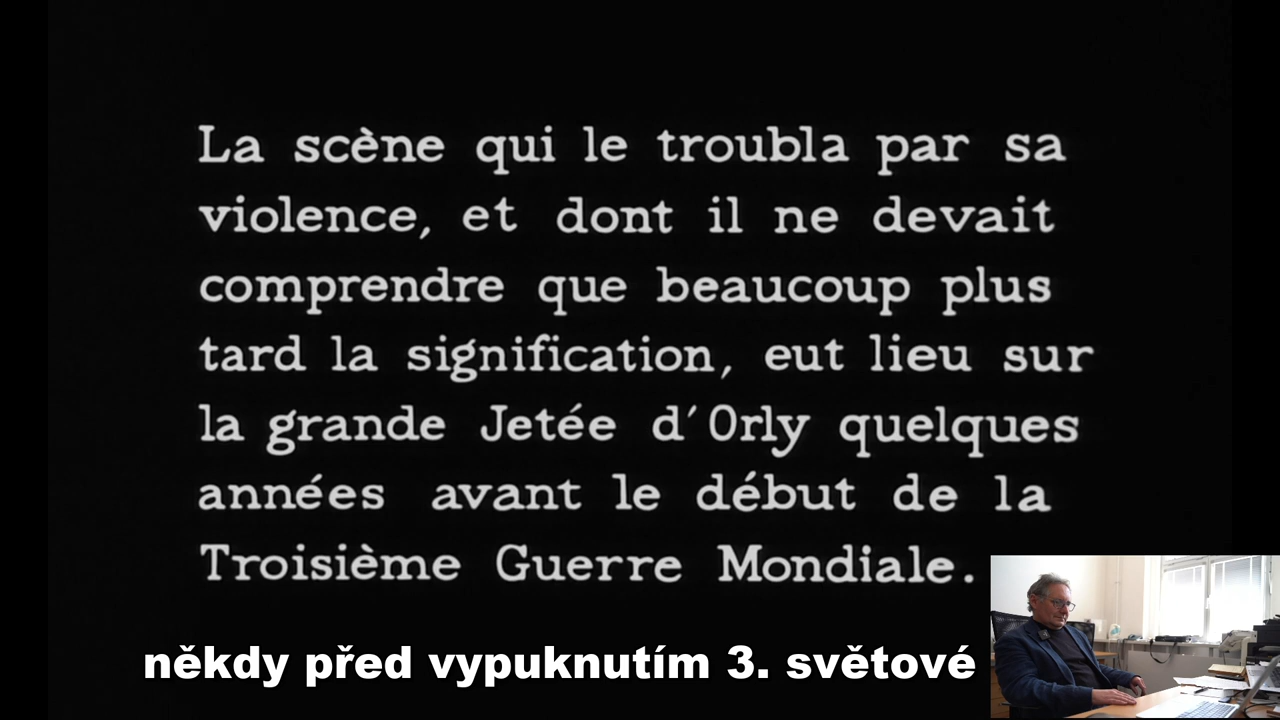 La scène qui le troubla par sa
violence, et dont il ne devait
comprendre que beaucoup plus
tard la signification, eut lieu sur
la grande Jetée d'Orly quelques
années avant le début de la
Troisième Guerre Mondiale.
někdy před vypuknutím 3. světové